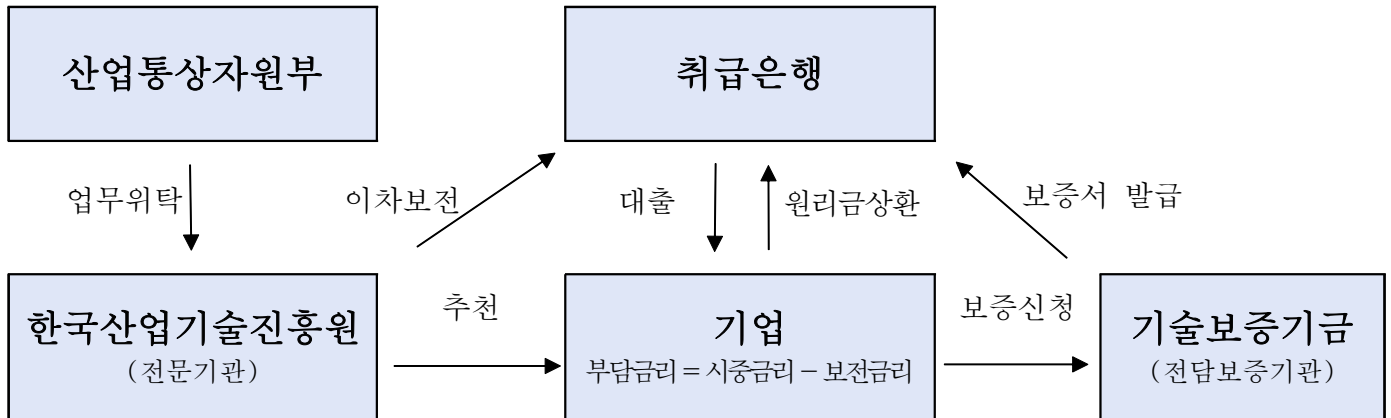 산업통상자원부
취급은행
업무위탁
이차보전
대출
원리금상환
보증서 발급
한국산업기술진흥원
(전문기관)
추천
기업
부담금리 = 시중금리 − 보전금리
보증신청
기술보증기금
(전담보증기관)